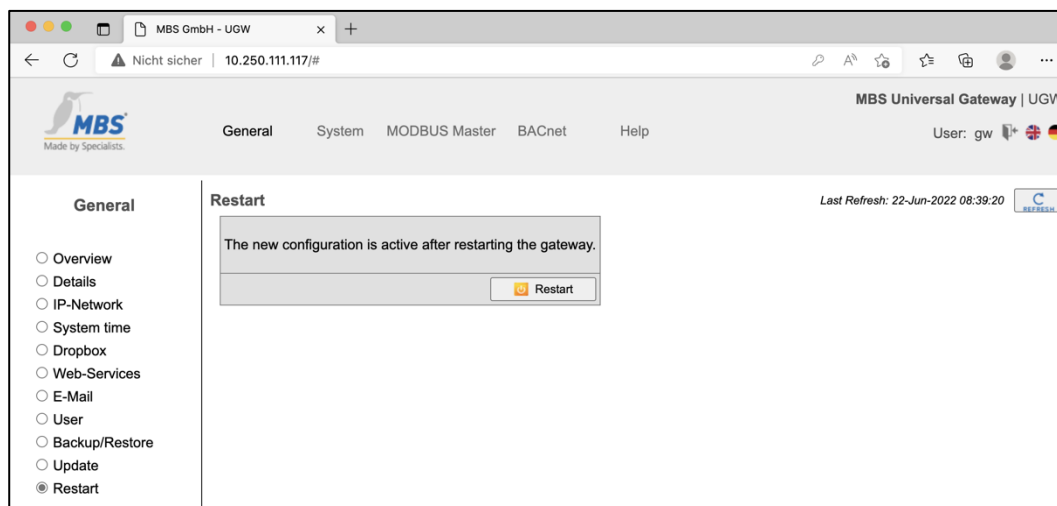 MBS GmbH - UGW
Nicht sicher | 10.250.111.117/#
MBS
Made by Specialists.
General System MODBUS Master BACnet Help
MBS Universal Gateway | UGW
User: gw
General
Overview
Details
IP-Network
System time
Dropbox
Web-Services
E-Mail
User
Backup/Restore
Update
Restart
Restart
Last Refresh: 22-Jun-2022 08:39:20
REFRESH
The new configuration is active after restarting the gateway.
Restart